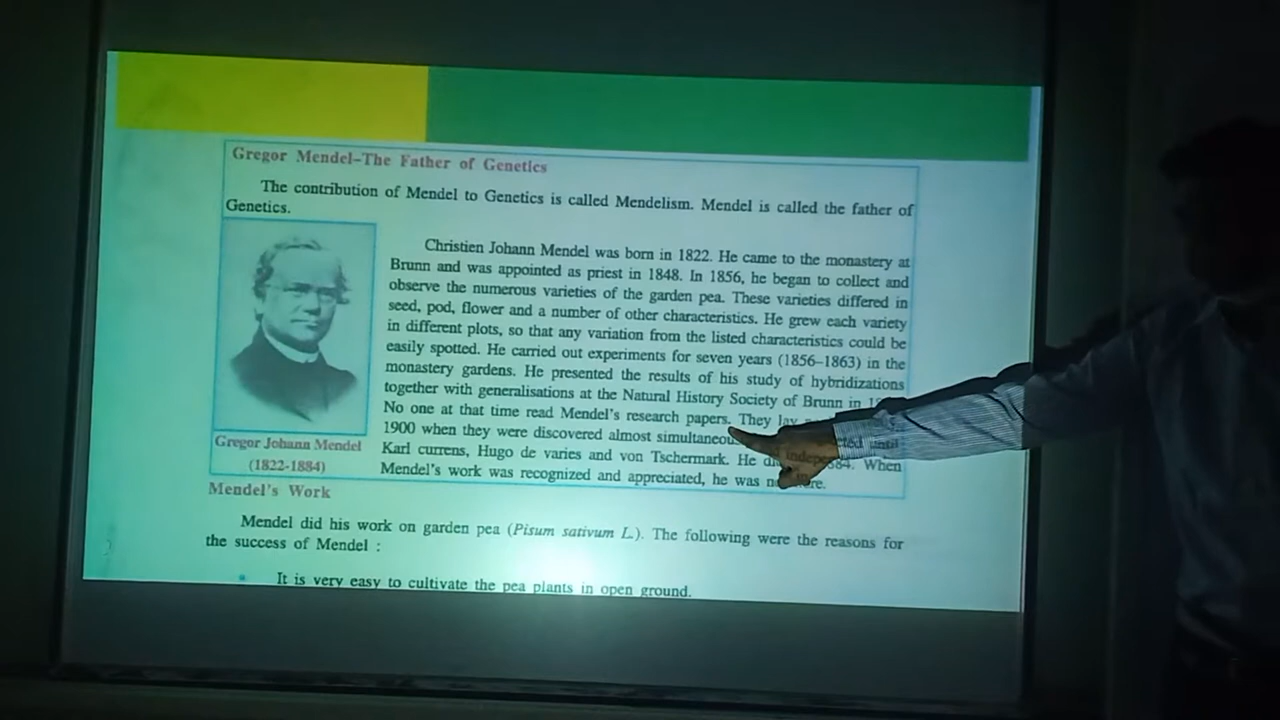 Gregor Mendel–The Father of Genetics
The contribution of Mendel to Genetics is called Mendelism. Mendel is called the father of
Genetics.
Christien Johann Mendel was born in 1822. He came to the monastery at
Brunn and was appointed as priest in 1848. In 1856, he began to collect and
observe the numerous varieties of the garden pea. These varieties differed in
seed, pod, flower and a number of other characteristics. He grew each variety
in different plots, so that any variation from the listed characteristics could be
easily spotted. He carried out experiments for seven years (1856–1863) in the
monastery gardens. He presented the results of his study of hybridizations
together with generalisations at the Natural History Society of Brunn in
No one at that time read Mendel's research papers. They lay
1900 when they were discovered almost until
Karl currens, Hugo de varies and von Tschermark. He When
Mendel's work was recognized and appreciated, he was
Gregor Johann Mendel
(1822-1884)
Mendel's Work
Mendel did his work on garden pea (Pisum sativum L.). The following were the reasons for
the success of Mendel :
It is very easy to cultivate the pea plants in open ground.